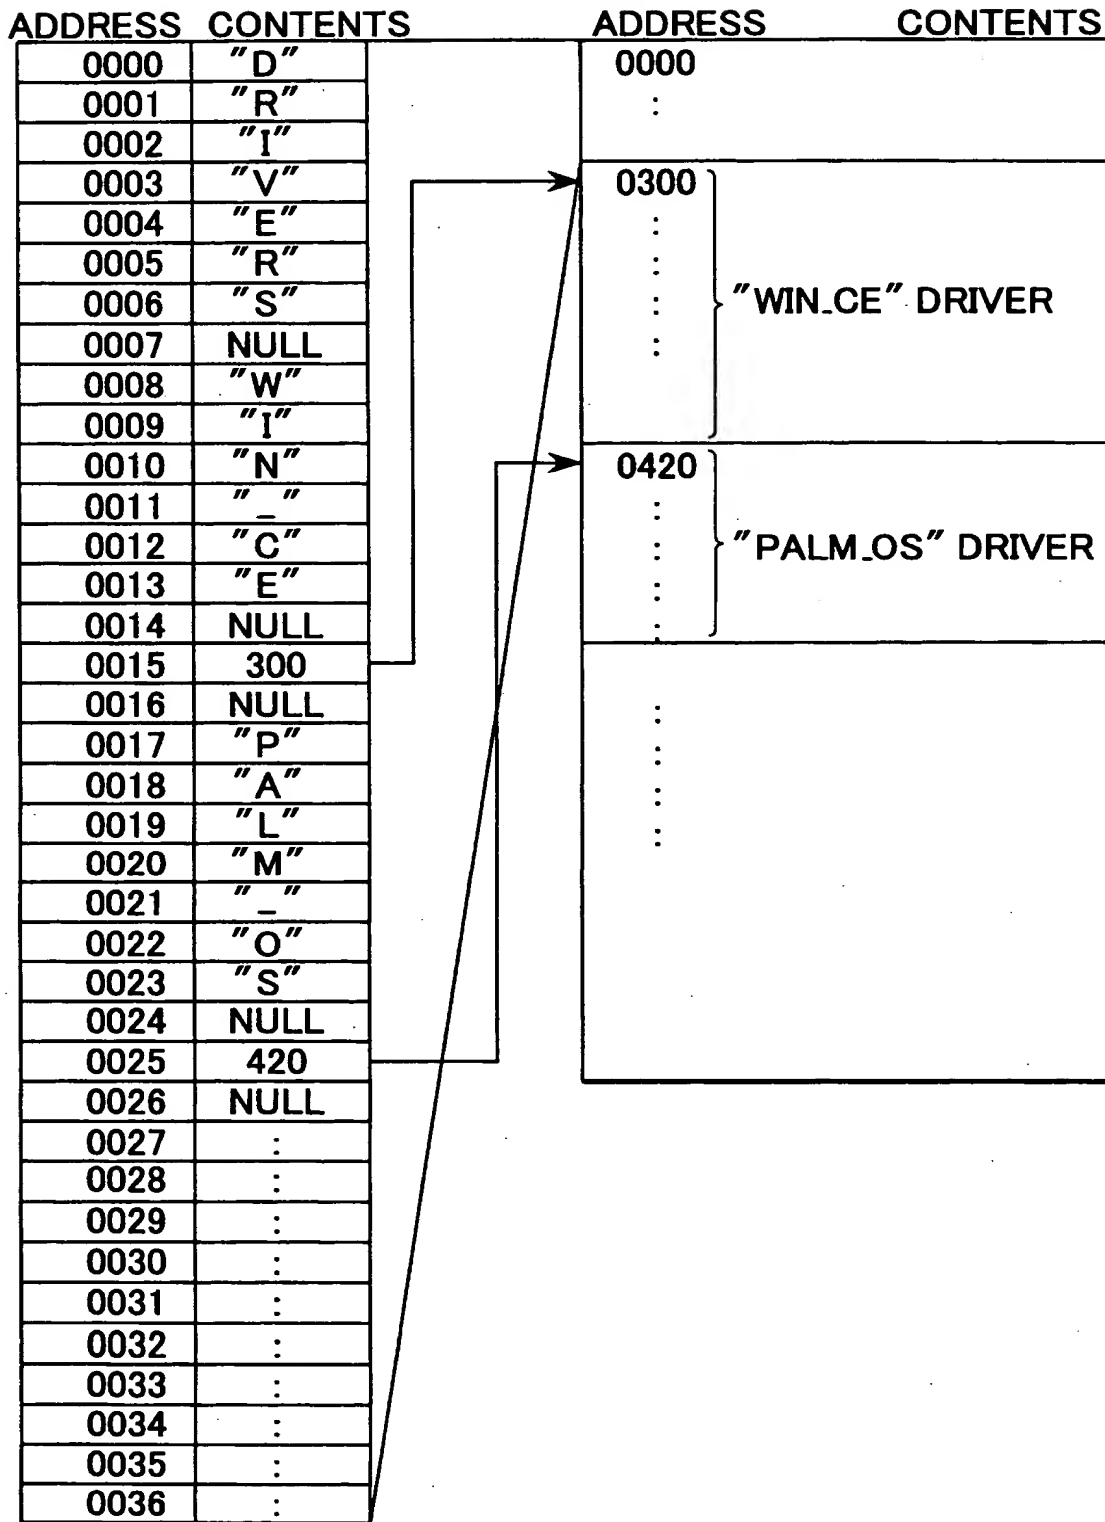 ADDRESS CONTENTS ADDRESS CONTENTS
0000 "D" 0000
0001 "R" :
0002 "I"
0003 "V" 0300
0004 "E" :
0005 "R" :
0006 "S" : "WIN_CE" DRIVER
0007 NULL :
0008 "W"
0009 "I"
0010 "N" 0420
0011 "_" :
0012 "C" : "PALM_OS" DRIVER
0013 "E" :
0014 NULL :
0015 300
0016 NULL :
0017 "P" :
0018 "A" :
0019 "L" :
0020 "M"
0021 "_"
0022 "O"
0023 "S"
0024 NULL
0025 420
0026 NULL
0027 :
0028 :
0029 :
0030 :
0031 :
0032 :
0033 :
0034 :
0035 :
0036 :